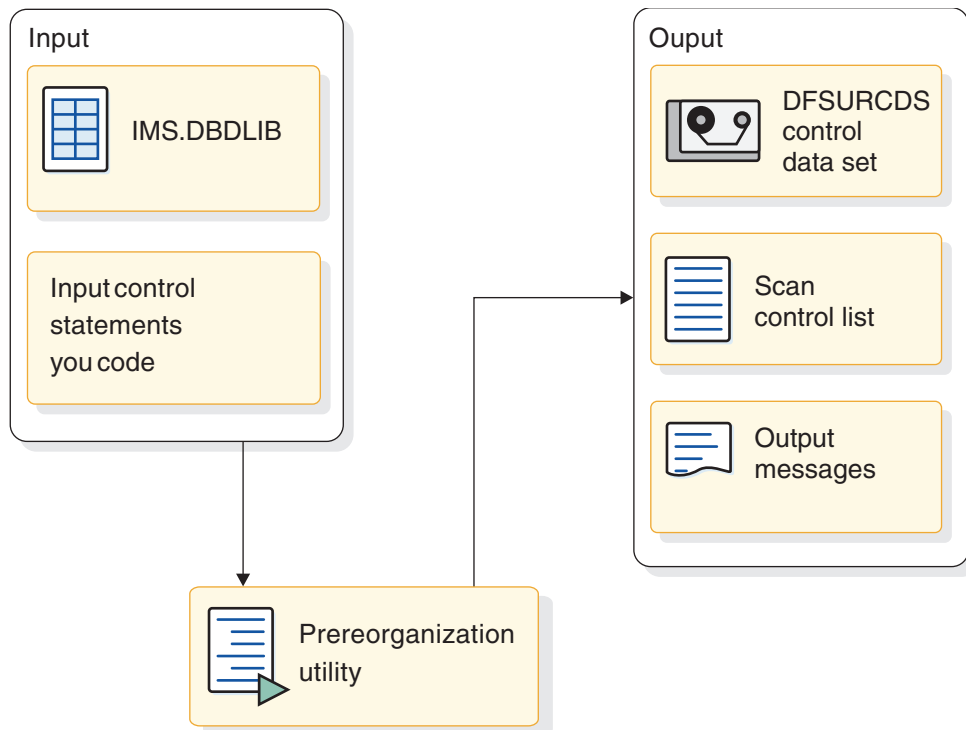 Input
IMS.DBDLIB
Input control
statements
you code
Prereorganization
utility
Ouput
DFSURCDS
control
data set
Scan
control list
Output
messages